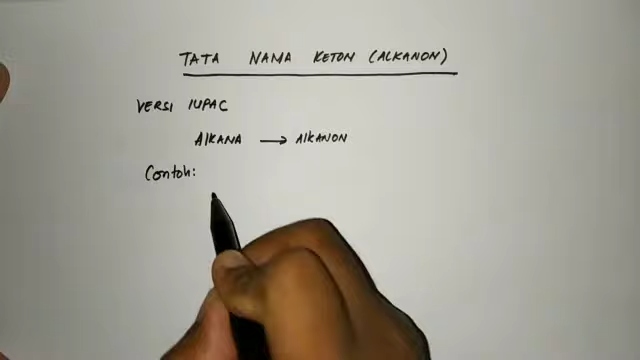 TATA NAMA KETON (ALKANON)
VERSI IUPAC
AlKANA → AlKANON
Contoh: